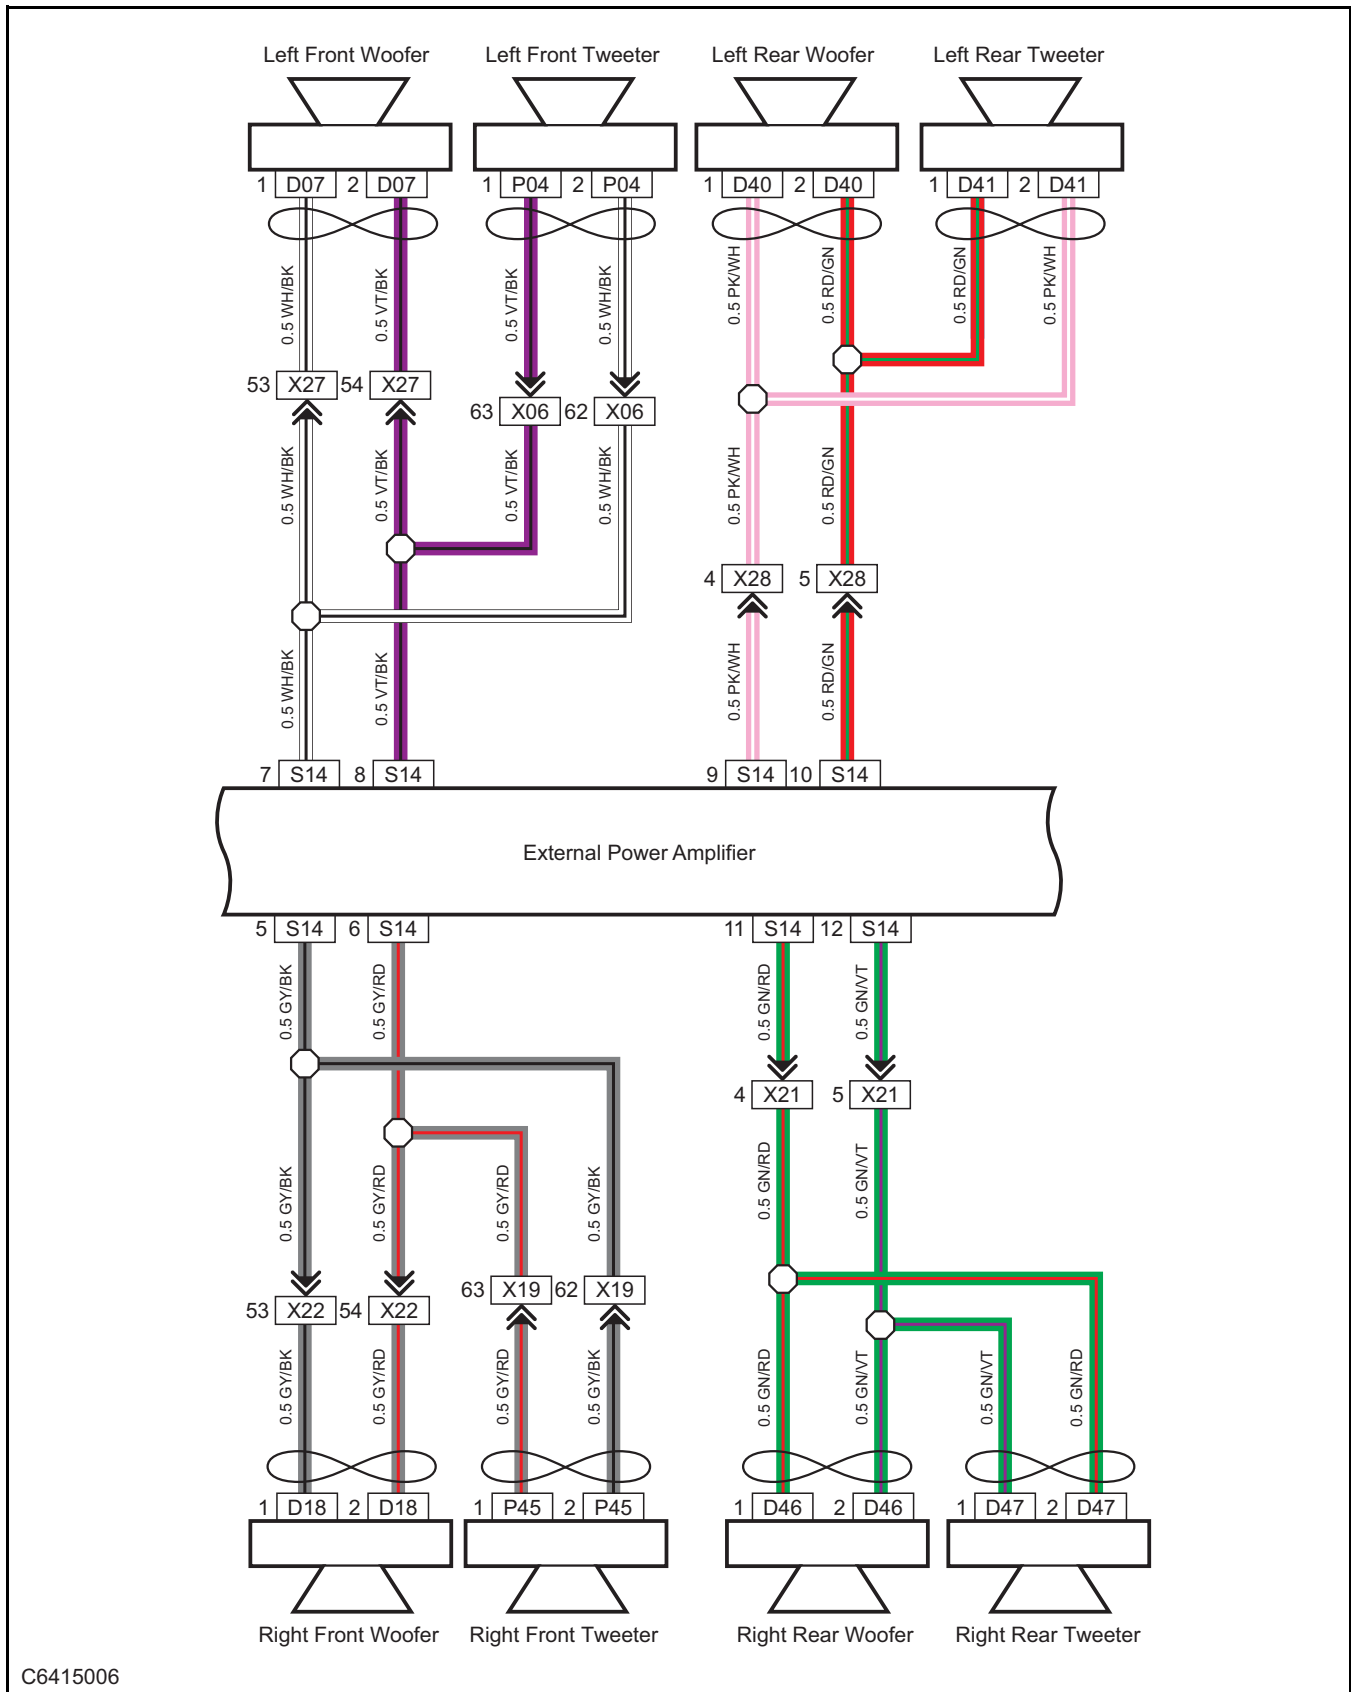 Left Front Woofer Left Front Tweeter Left Rear Woofer Left Rear Tweeter
1 D07 2 D07 1 P04 2 P04 1 D40 2 D40 1 D41 2 D41
0.5 WH/BK 0.5 VT/BK 0.5 VT/BK 0.5 WH/BK 0.5 PK/WH 0.5 RD/GN 0.5 RD/GN 0.5 PK/WH
53 X27 54 X27 63 X06 62 X06
0.5 WH/BK 0.5 VT/BK 0.5 VT/BK 0.5 WH/BK 0.5 PK/WH 0.5 RD/GN
4 X28 5 X28
0.5 WH/BK 0.5 VT/BK 0.5 PK/WH 0.5 RD/GN
7 S14 8 S14 9 S14 10 S14
External Power Amplifier
5 S14 6 S14 11 S14 12 S14
0.5 GY/BK 0.5 GY/RD 0.5 GN/RD 0.5 GN/VT
4 X21 5 X21
0.5 GY/BK 0.5 GY/RD 0.5 GY/RD 0.5 GY/BK 0.5 GN/RD 0.5 GN/VT
53 X22 54 X22 63 X19 62 X19
0.5 GY/BK 0.5 GY/RD 0.5 GY/RD 0.5 GY/BK 0.5 GN/RD 0.5 GN/VT 0.5 GN/VT 0.5 GN/RD
1 D18 2 D18 1 P45 2 P45 1 D46 2 D46 1 D47 2 D47
Right Front Woofer Right Front Tweeter Right Rear Woofer Right Rear Tweeter
C6415006